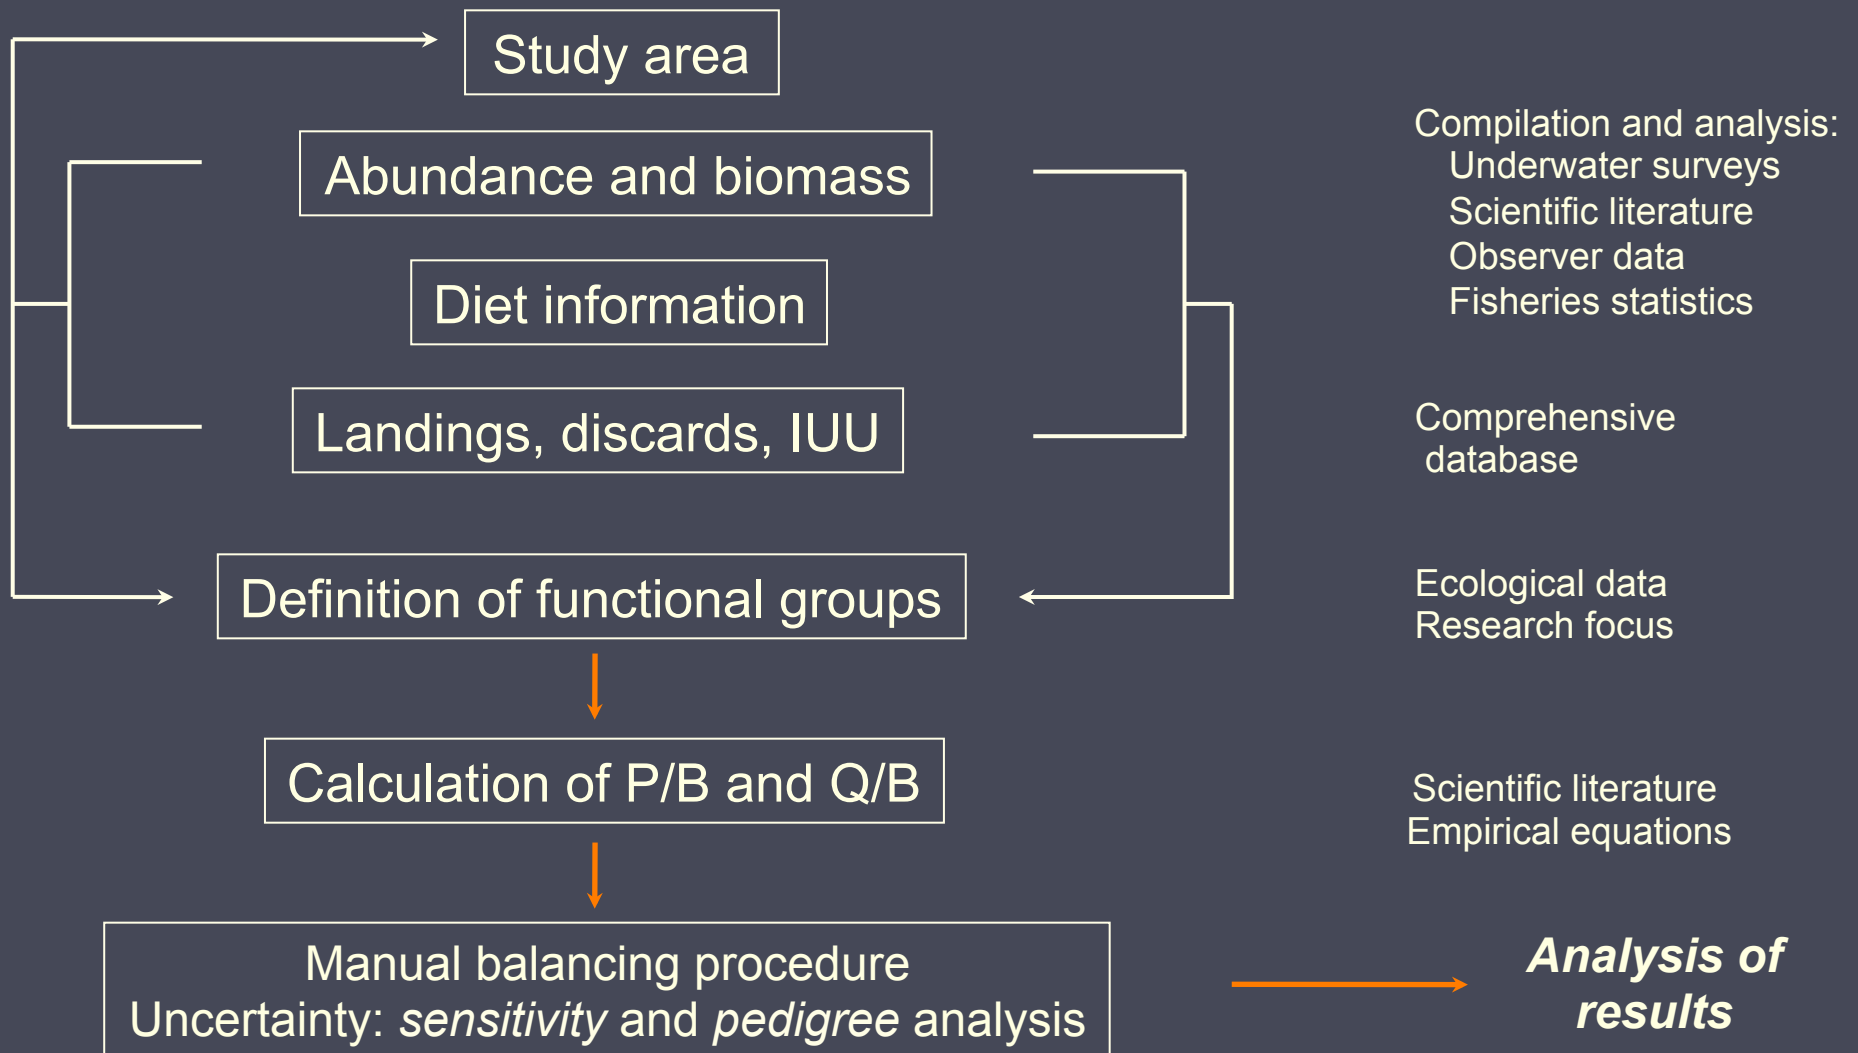 Study area
Abundance and biomass
Diet information
Landings, discards, IUU
Definition of functional groups
Calculation of P/B and Q/B
Manual balancing procedure
Uncertainty: sensitivity and pedigree analysis
Compilation and analysis:
Underwater surveys
Scientific literature
Observer data
Fisheries statistics
Comprehensive
database
Ecological data
Research focus
Scientific literature
Empirical equations
Analysis of
results